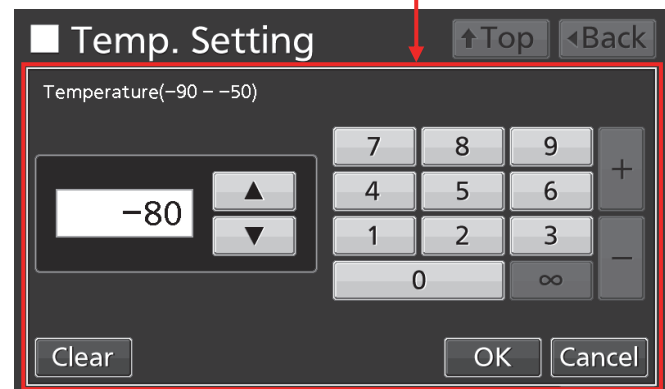 Temp. Setting
↑Top
◂Back
Temperature(−90 – −50)
−80
▲
▼
7 8 9 +
4 5 6
1 2 3 −
0 ∞
Clear
OK
Cancel